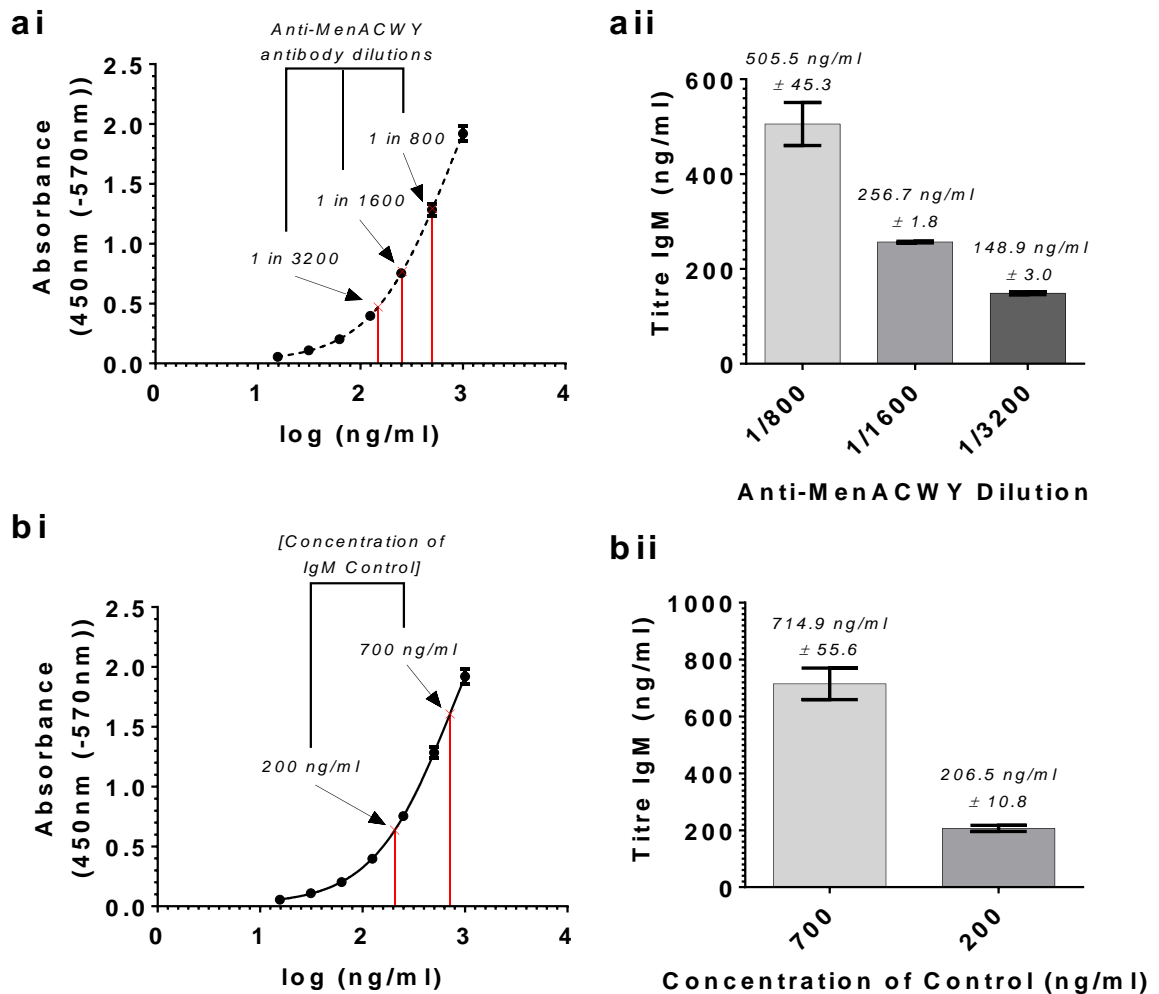 ai
Anti-MenACWY
antibody dilutions
2.5
2.0
1.5
1.0
0.5
0.0
Absorbance
(450nm (-570nm))
1 in 800
1 in 1600
1 in 3200
0 1 2 3 4
log (ng/ml)
aii
505.5 ng/ml
± 45.3
256.7 ng/ml
± 1.8
148.9 ng/ml
± 3.0
600
400
200
0
Titre IgM (ng/ml)
1/800
1/1600
1/3200
Anti-MenACWY Dilution
bi
[Concentration of
IgM Control]
2.5
2.0
1.5
1.0
0.5
0.0
Absorbance
(450nm (-570nm))
700 ng/ml
200 ng/ml
0 1 2 3 4
log (ng/ml)
bii
1000
800
600
400
200
0
Titre IgM (ng/ml)
714.9 ng/ml
± 55.6
206.5 ng/ml
± 10.8
700
200
Concentration of Control (ng/ml)